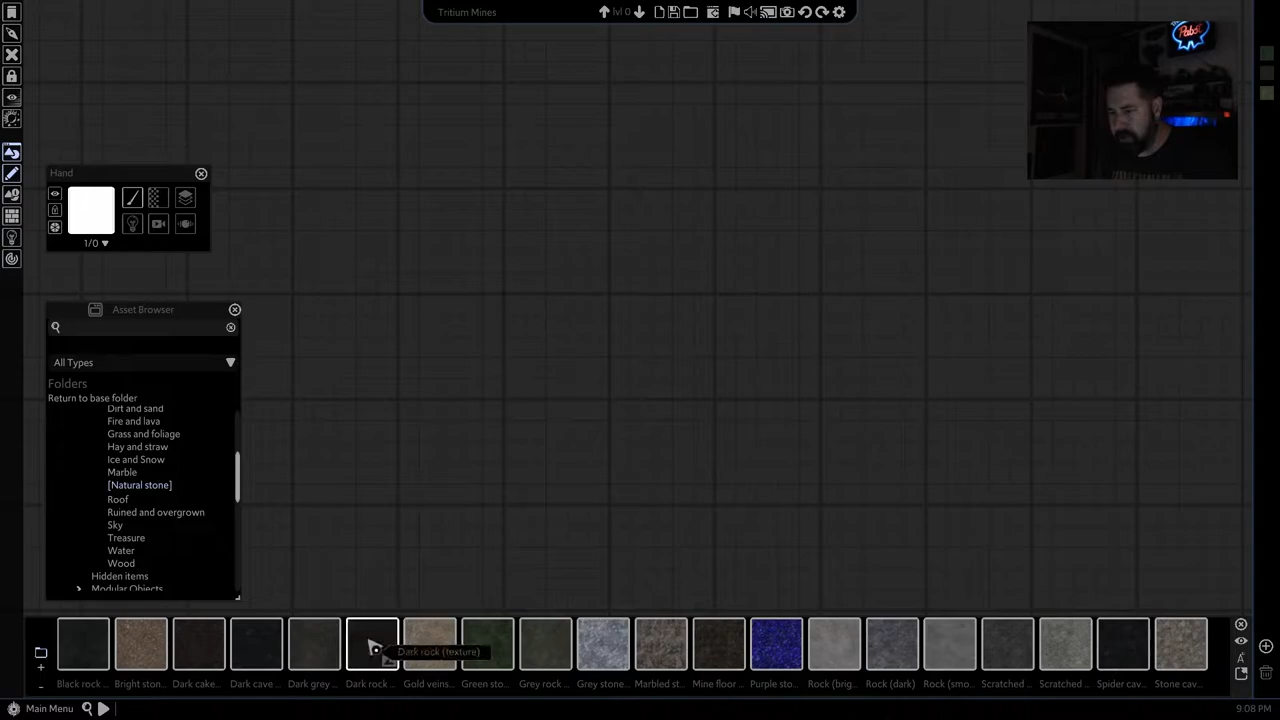 Tritium Mines
lvl 0
Pabst
Hand
1/0
Asset Browser
All Types
Folders
Return to base folder
Dirt and sand
Fire and lava
Grass and foliage
Hay and straw
Ice and Snow
Marble
[Natural stone]
Roof
Ruined and overgrown
Sky
Treasure
Water
Wood
Hidden items
Modular Objects
Dark rock (texture)
Black rock ... Bright ston... Dark cake... Dark cave ... Dark grey ... Dark rock ... Gold veins... Green sto... Grey rock ... Grey stone... Marbled st... Mine floor ... Purple sto... Rock (brig... Rock (dark) Rock (smo... Scratched ... Scratched ... Spider cav... Stone cav...
Main Menu
9:08 PM